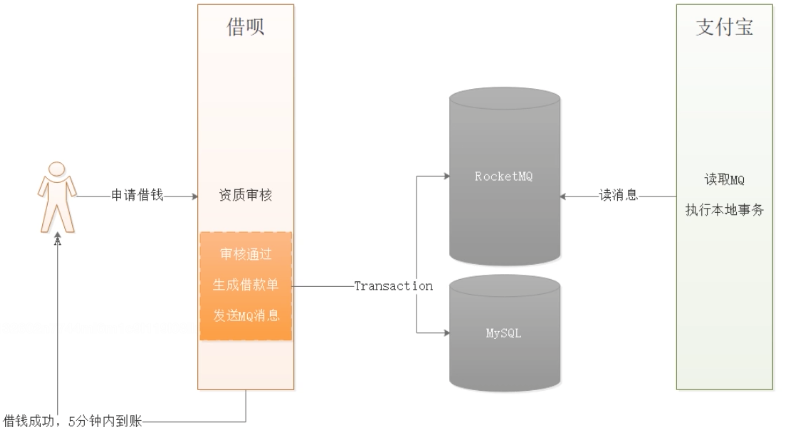 借呗
支付宝
申请借钱
资质审核
RocketMQ
读消息
读取MQ
执行本地事务
A
审核通过
生成借款单
发送MQ消息
Transaction
MySQL
借钱成功，5分钟内到账